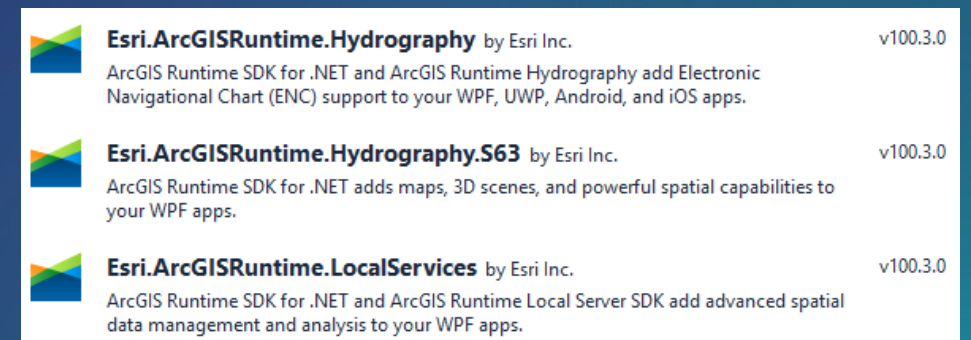 Esri.ArcGISRuntime.Hydrography by Esri Inc. v100.3.0
ArcGIS Runtime SDK for .NET and ArcGIS Runtime Hydrography add Electronic
Navigational Chart (ENC) support to your WPF, UWP, Android, and iOS apps.
Esri.ArcGISRuntime.Hydrography.S63 by Esri Inc. v100.3.0
ArcGIS Runtime SDK for .NET adds maps, 3D scenes, and powerful spatial capabilities to
your WPF apps.
Esri.ArcGISRuntime.LocalServices by Esri Inc. v100.3.0
ArcGIS Runtime SDK for .NET and ArcGIS Runtime Local Server SDK add advanced spatial
data management and analysis to your WPF apps.